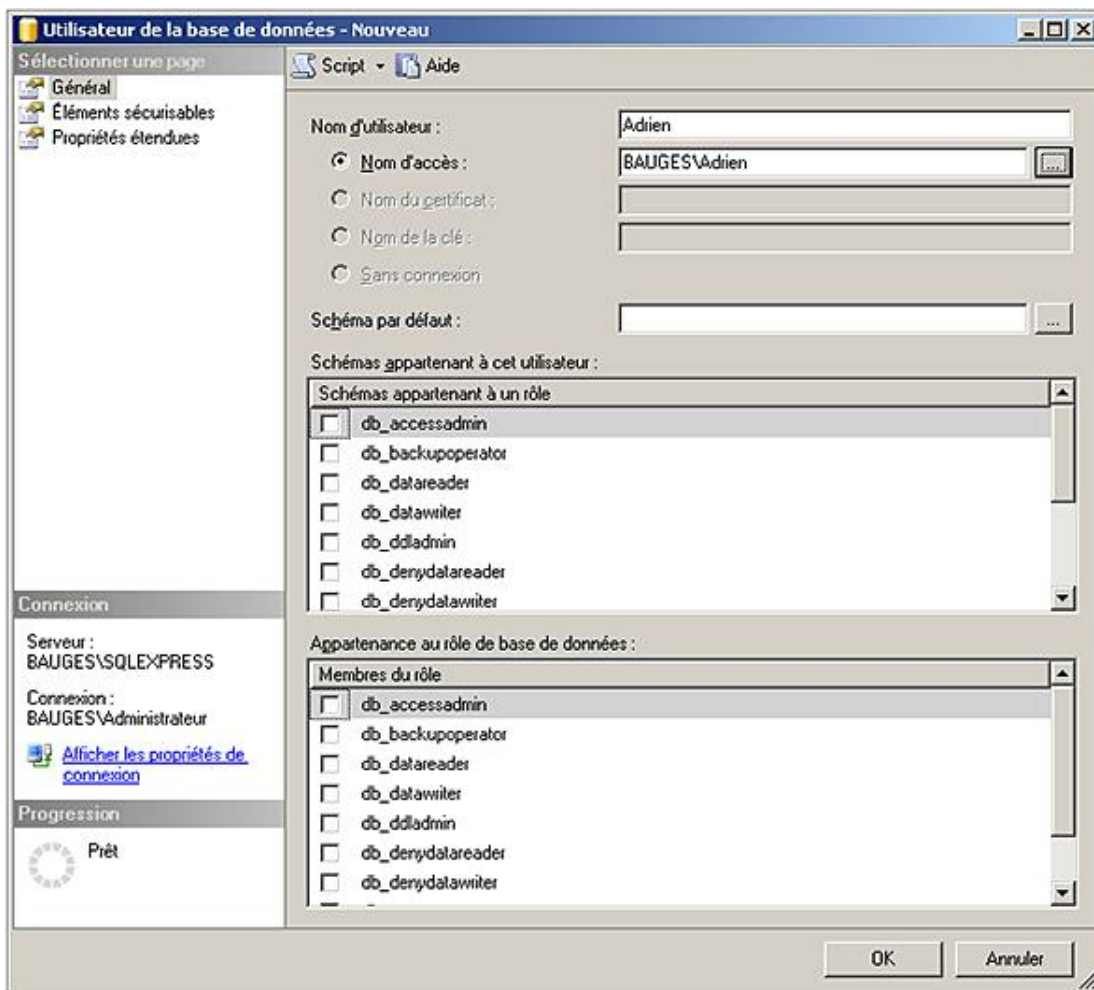 Utilisateur de la base de données - Nouveau
Sélectionner une page
Général
Éléments sécurisables
Propriétés étendues
Script
Aide
Nom d'utilisateur :
Adrien
Nom d'accès :
BAUGES\Adrien
...
Nom du certificat :
Nom de la clé :
Sans connexion
Schéma par défaut :
...
Schémas appartenant à cet utilisateur :
Schémas appartenant à un rôle
db_accessadmin
db_backupoperator
db_datareader
db_datawriter
db_ddladmin
db_denydatareader
db_denydatawriter
Appartenance au rôle de base de données :
Membres du rôle
db_accessadmin
db_backupoperator
db_datareader
db_datawriter
db_ddladmin
db_denydatareader
db_denydatawriter
Connexion
Serveur :
BAUGES\SQLEXPRESS
Connexion :
BAUGES\Administrateur
Afficher les propriétés de
connexion
Progression
Prêt
OK
Annuler